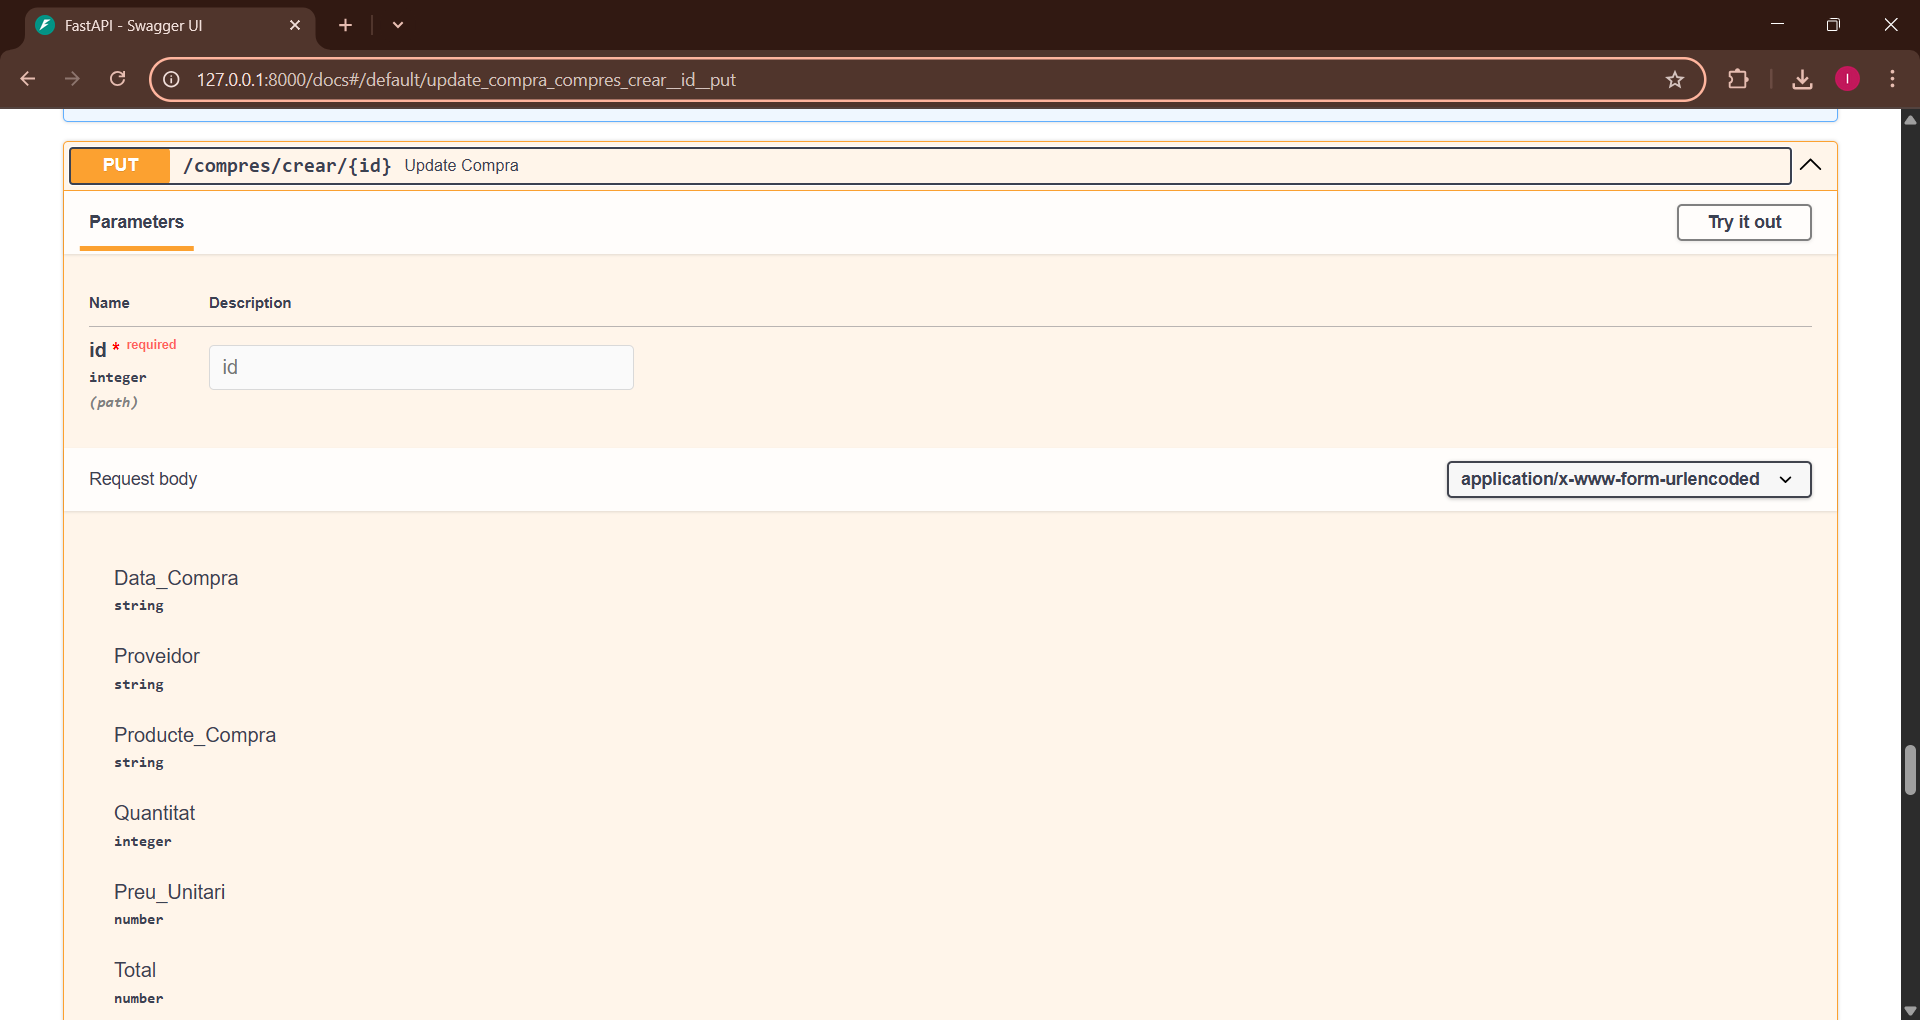 FastAPI - Swagger UI
127.0.0.1:8000/docs#/default/update_compra_compres_crear__id__put
I
PUT /compres/crear/{id} Update Compra
Parameters
Try it out
Name Description
id * required
integer
(path)
id
Request body
application/x-www-form-urlencoded
Data_Compra
string
Proveidor
string
Producte_Compra
string
Quantitat
integer
Preu_Unitari
number
Total
number